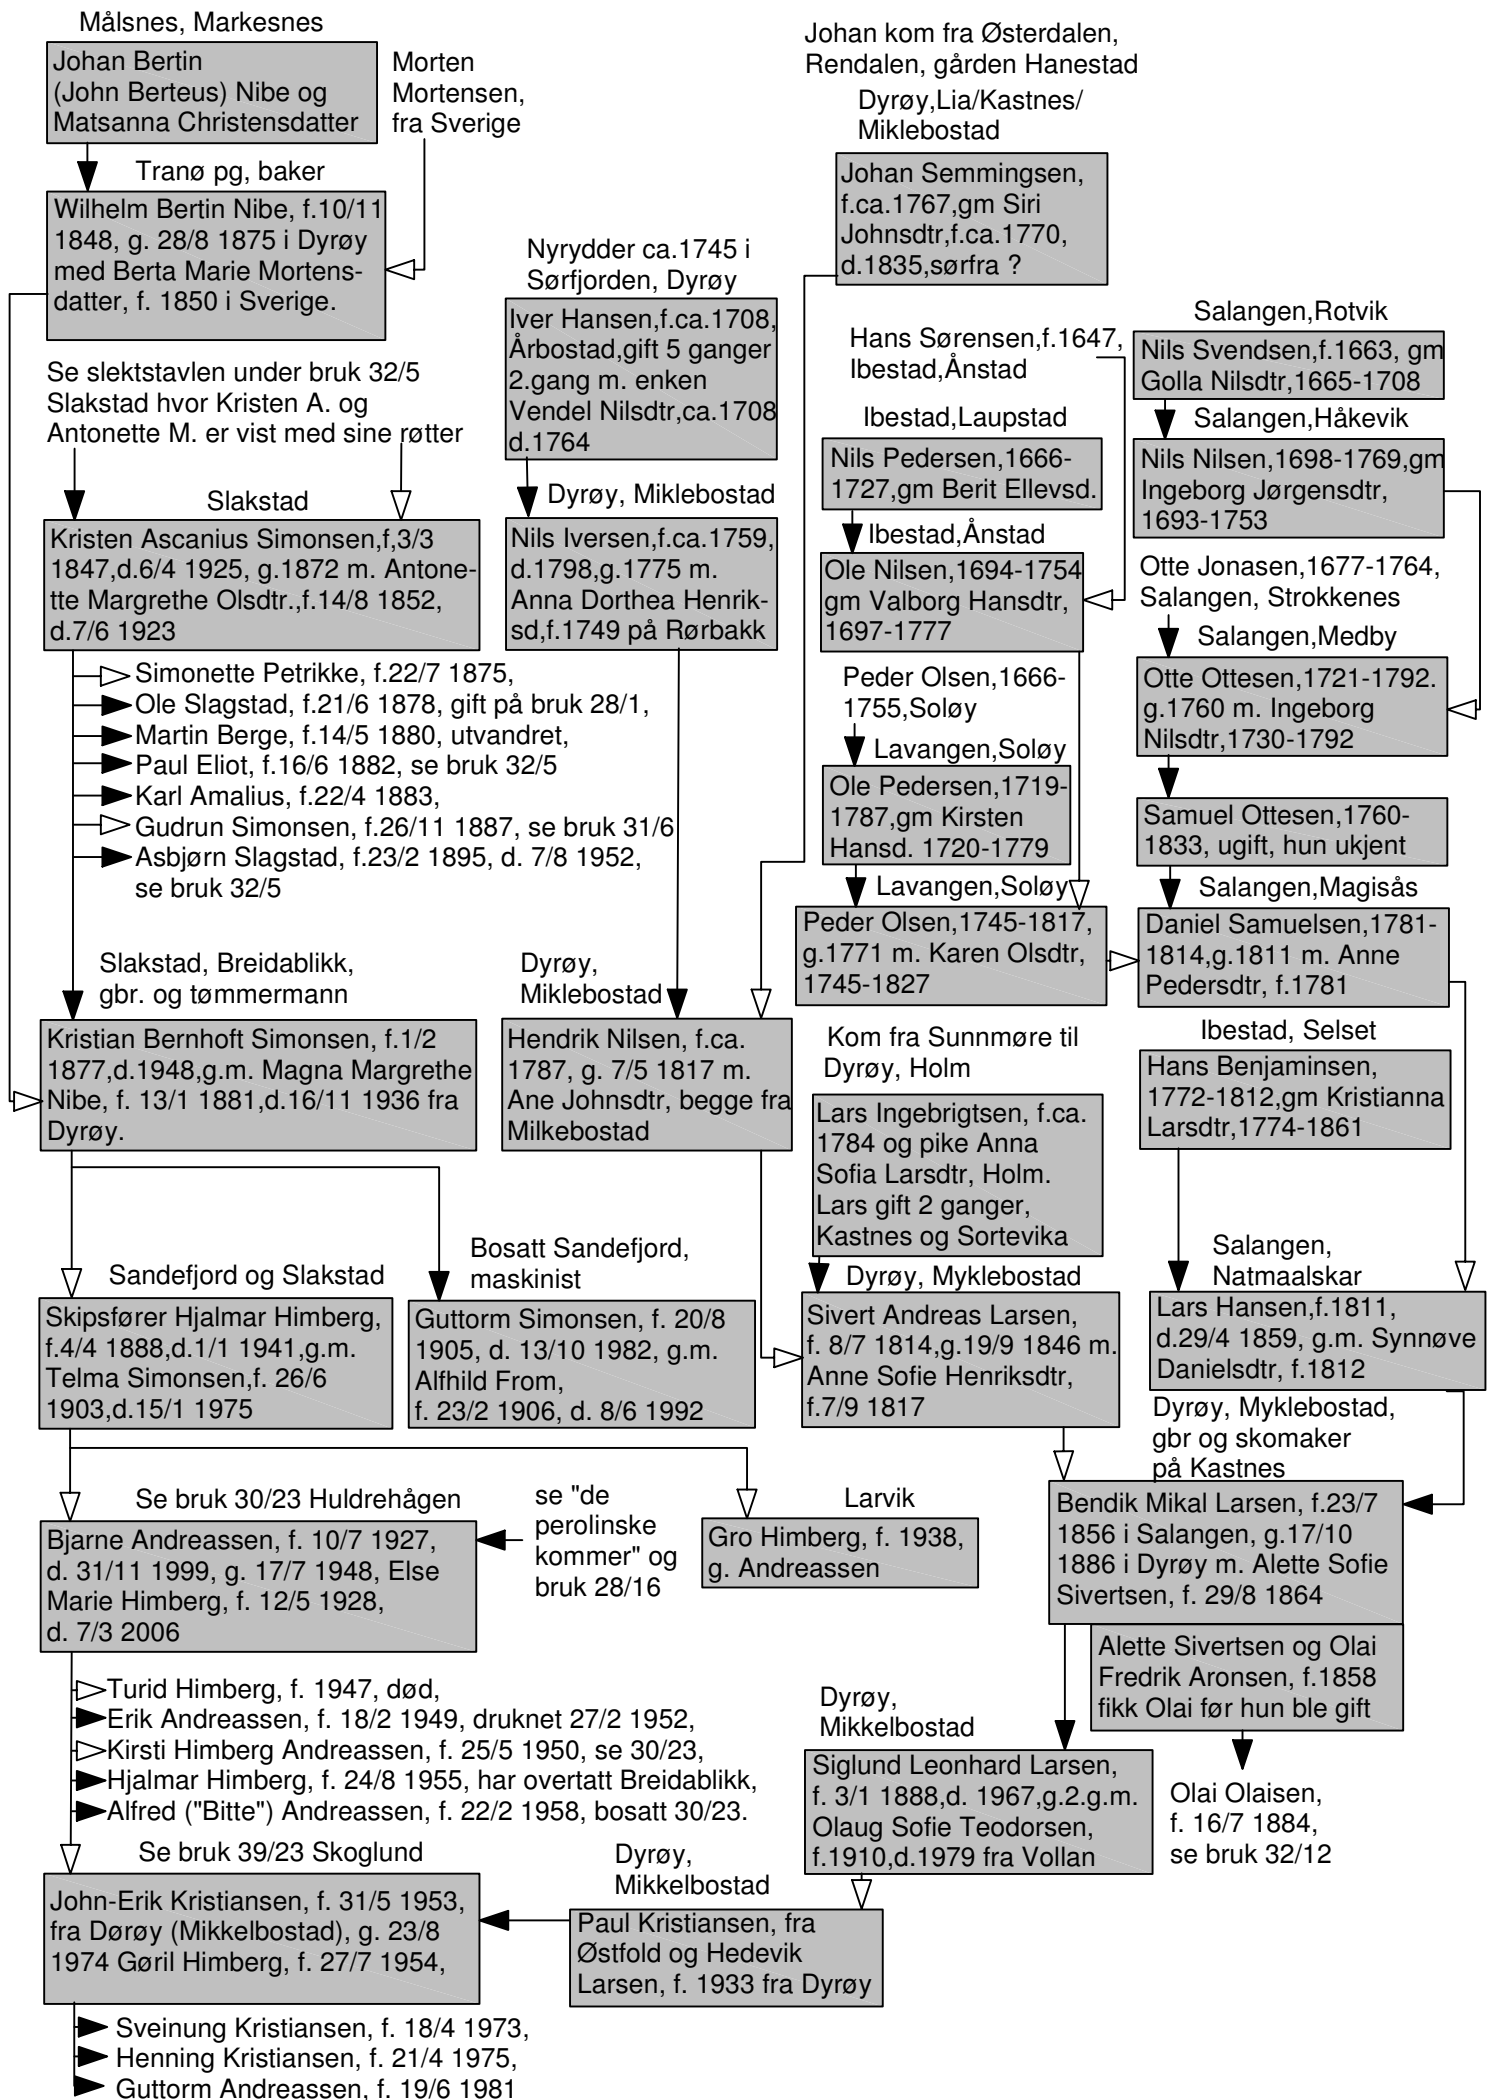 Målsnes, Markesnes
Johan Bertin
(John Berteus) Nibe og
Matsanna Christensdatter
Morten
Mortensen,
fra Sverige
Tranø pg, baker
Wilhelm Bertin Nibe, f.10/11
1848, g. 28/8 1875 i Dyrøy
med Berta Marie Mortens-
datter, f. 1850 i Sverige.
Se slektstavlen under bruk 32/5
Slakstad hvor Kristen A. og
Antonette M. er vist med sine røtter
Slakstad
Kristen Ascanius Simonsen,f,3/3
1847,d.6/4 1925, g.1872 m. Antone-
tte Margrethe Olsdtr.,f.14/8 1852,
d.7/6 1923
Simonette Petrikke, f.22/7 1875,
Ole Slagstad, f.21/6 1878, gift på bruk 28/1,
Martin Berge, f.14/5 1880, utvandret,
Paul Eliot, f.16/6 1882, se bruk 32/5
Karl Amalius, f.22/4 1883,
Gudrun Simonsen, f.26/11 1887, se bruk 31/6
Asbjørn Slagstad, f.23/2 1895, d. 7/8 1952,
se bruk 32/5
Slakstad, Breidablikk,
gbr. og tømmermann
Kristian Bernhoft Simonsen, f.1/2
1877,d.1948,g.m. Magna Margrethe
Nibe, f. 13/1 1881,d.16/11 1936 fra
Dyrøy.
Nyrydder ca.1745 i
Sørfjorden, Dyrøy
Iver Hansen,f.ca.1708,
Årbostad,gift 5 ganger
2.gang m. enken
Vendel Nilsdtr,ca.1708
d.1764
Dyrøy, Miklebostad
Nils Iversen,f.ca.1759,
d.1798,g.1775 m.
Anna Dorthea Henrik-
sd,f.1749 på Rørbakk
Dyrøy,
Miklebostad
Hendrik Nilsen, f.ca.
1787, g. 7/5 1817 m.
Ane Johnsdtr, begge fra
Milkebostad
Johan kom fra Østerdalen,
Rendalen, gården Hanestad
Dyrøy,Lia/Kastnes/
Miklebostad
Johan Semmingsen,
f.ca.1767,gm Siri
Johnsdtr,f.ca.1770,
d.1835,sørfra ?
Hans Sørensen,f.1647,
Ibestad,Ånstad
Ibestad,Laupstad
Nils Pedersen,1666-
1727,gm Berit Ellevsd.
Ibestad,Ånstad
Ole Nilsen,1694-1754
gm Valborg Hansdtr,
1697-1777
Peder Olsen,1666-
1755,Soløy
Lavangen,Soløy
Ole Pedersen,1719-
1787,gm Kirsten
Hansd. 1720-1779
Lavangen,Soløy
Peder Olsen,1745-1817,
g.1771 m. Karen Olsdtr,
1745-1827
Salangen,Rotvik
Nils Svendsen,f.1663, gm
Golla Nilsdtr,1665-1708
Salangen,Håkevik
Nils Nilsen,1698-1769,gm
Ingeborg Jørgensdtr,
1693-1753
Otte Jonasen,1677-1764,
Salangen, Strokkenes
Salangen,Medby
Otte Ottesen,1721-1792.
g.1760 m. Ingeborg
Nilsdtr,1730-1792
Samuel Ottesen,1760-
1833, ugift, hun ukjent
Salangen,Magisås
Daniel Samuelsen,1781-
1814,g.1811 m. Anne
Pedersdtr, f.1781
Ibestad, Selset
Hans Benjaminsen,
1772-1812,gm Kristianna
Larsdtr,1774-1861
Kom fra Sunnmøre til
Dyrøy, Holm
Lars Ingebrigtsen, f.ca.
1784 og pike Anna
Sofia Larsdtr, Holm.
Lars gift 2 ganger,
Kastnes og Sortevika
Sandefjord og Slakstad
Skipsfører Hjalmar Himberg,
f.4/4 1888,d.1/1 1941,g.m.
Telma Simonsen,f. 26/6
1903,d.15/1 1975
Bosatt Sandefjord,
maskinist
Guttorm Simonsen, f. 20/8
1905, d. 13/10 1982, g.m.
Alfhild From,
f. 23/2 1906, d. 8/6 1992
Dyrøy, Myklebostad
Sivert Andreas Larsen,
f. 8/7 1814,g.19/9 1846 m.
Anne Sofie Henriksdtr,
f.7/9 1817
Salangen,
Natmaalskar
Lars Hansen,f.1811,
d.29/4 1859, g.m. Synnøve
Danielsdtr, f.1812
Dyrøy, Myklebostad,
gbr og skomaker
på Kastnes
Bendik Mikal Larsen, f.23/7
1856 i Salangen, g.17/10
1886 i Dyrøy m. Alette Sofie
Sivertsen, f. 29/8 1864
Alette Sivertsen og Olai
Fredrik Aronsen, f.1858
fikk Olai før hun ble gift
Olai Olaisen,
f. 16/7 1884,
se bruk 32/12
Se bruk 30/23 Huldrehågen
Bjarne Andreassen, f. 10/7 1927,
d. 31/11 1999, g. 17/7 1948, Else
Marie Himberg, f. 12/5 1928,
d. 7/3 2006
se "de
perolinske
kommer" og
bruk 28/16
Larvik
Gro Himberg, f. 1938,
g. Andreassen
Turid Himberg, f. 1947, død,
Erik Andreassen, f. 18/2 1949, druknet 27/2 1952,
Kirsti Himberg Andreassen, f. 25/5 1950, se 30/23,
Hjalmar Himberg, f. 24/8 1955, har overtatt Breidablikk,
Alfred ("Bitte") Andreassen, f. 22/2 1958, bosatt 30/23.
Dyrøy,
Mikkelbostad
Siglund Leonhard Larsen,
f. 3/1 1888,d. 1967,g.2.g.m.
Olaug Sofie Teodorsen,
f.1910,d.1979 fra Vollan
Se bruk 39/23 Skoglund
John-Erik Kristiansen, f. 31/5 1953,
fra Dørøy (Mikkelbostad), g. 23/8
1974 Gøril Himberg, f. 27/7 1954,
Dyrøy,
Mikkelbostad
Paul Kristiansen, fra
Østfold og Hedevik
Larsen, f. 1933 fra Dyrøy
Sveinung Kristiansen, f. 18/4 1973,
Henning Kristiansen, f. 21/4 1975,
Guttorm Andreassen, f. 19/6 1981